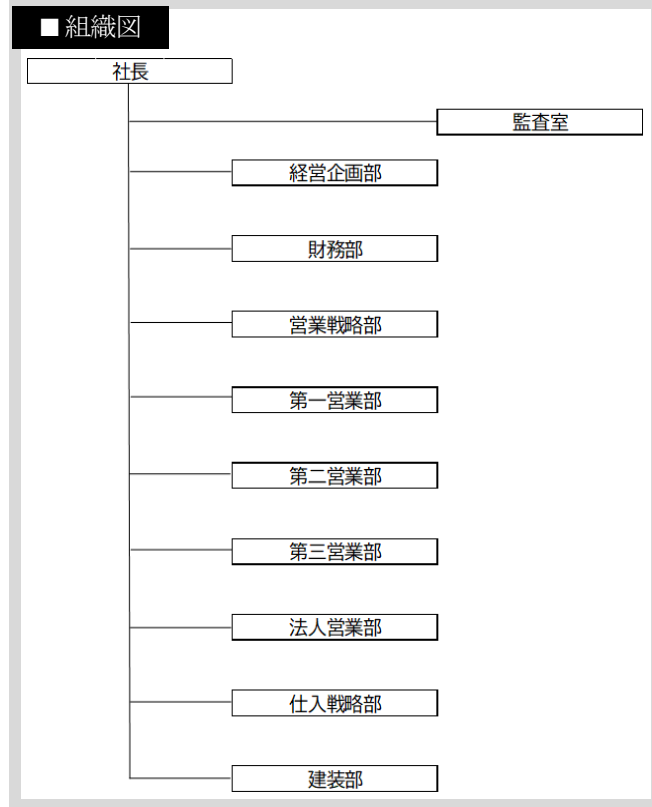 ■組織図
社長
監査室
経営企画部
財務部
営業戦略部
第一営業部
第二営業部
第三営業部
法人営業部
仕入戦略部
建装部